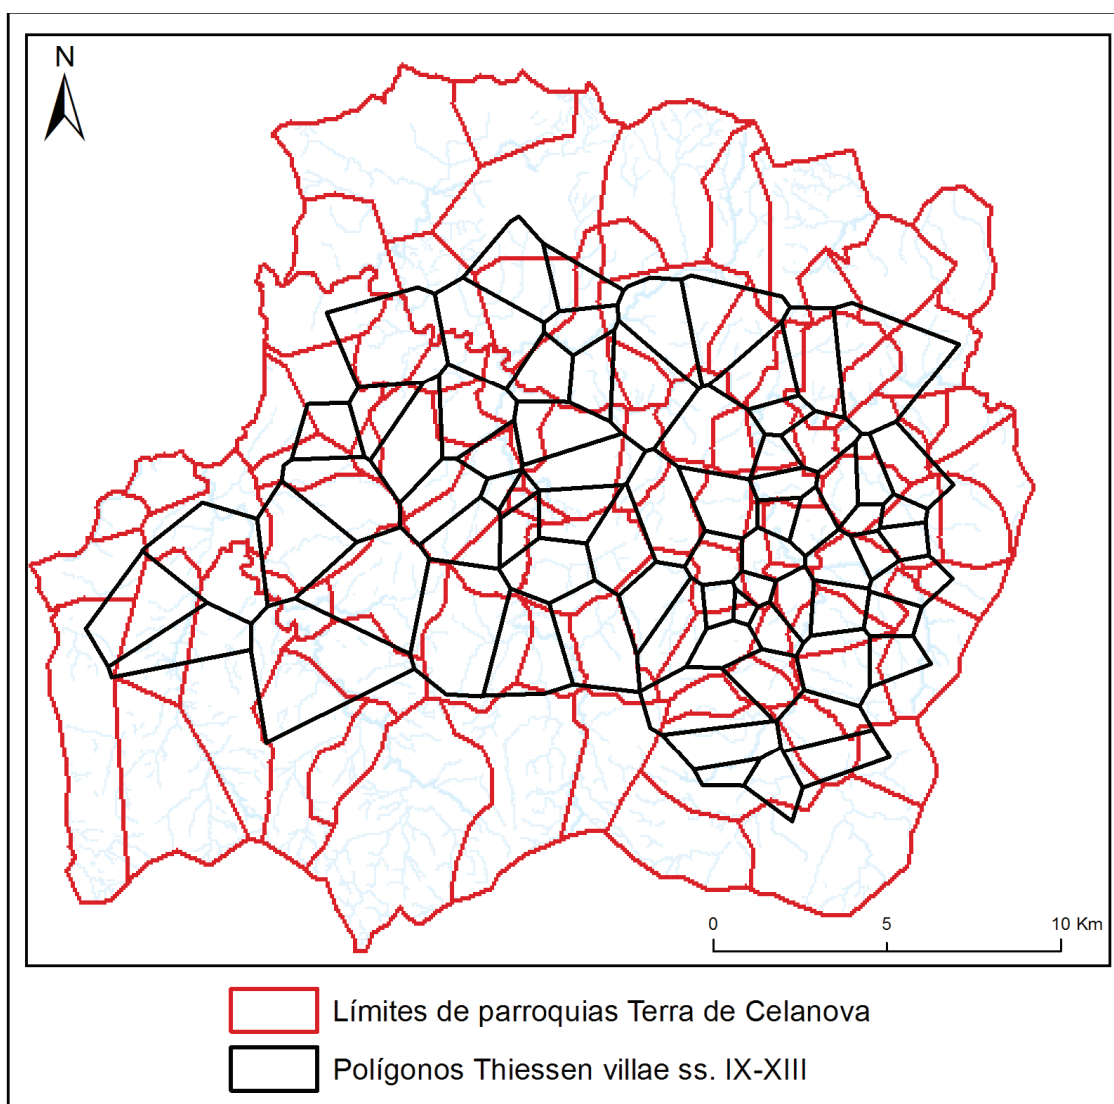 N
0 5 10 Km
Límites de parroquias Terra de Celanova
Polígonos Thiessen villae ss. IX-XIII